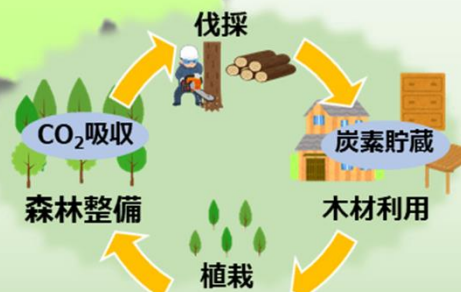 伐採
CO₂吸収
炭素貯蔵
森林整備
木材利用
植栽